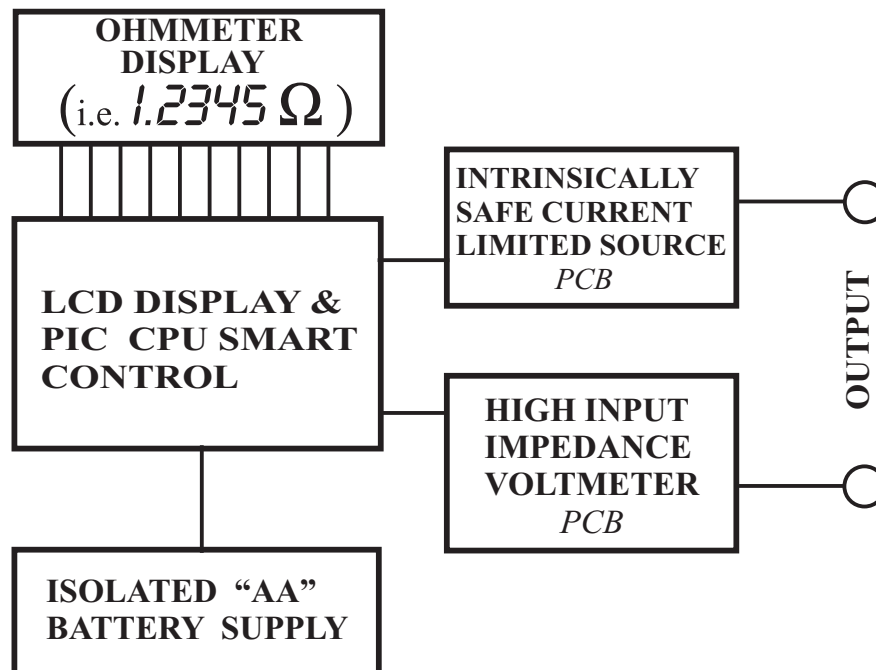 OHMMETER
DISPLAY
(i.e. 1.2345 Ω )
INTRINSICALLY
SAFE CURRENT
LIMITED SOURCE
PCB
LCD DISPLAY &
PIC CPU SMART
CONTROL
OUTPUT
HIGH INPUT
IMPEDANCE
VOLTMETER
PCB
ISOLATED “AA”
BATTERY SUPPLY